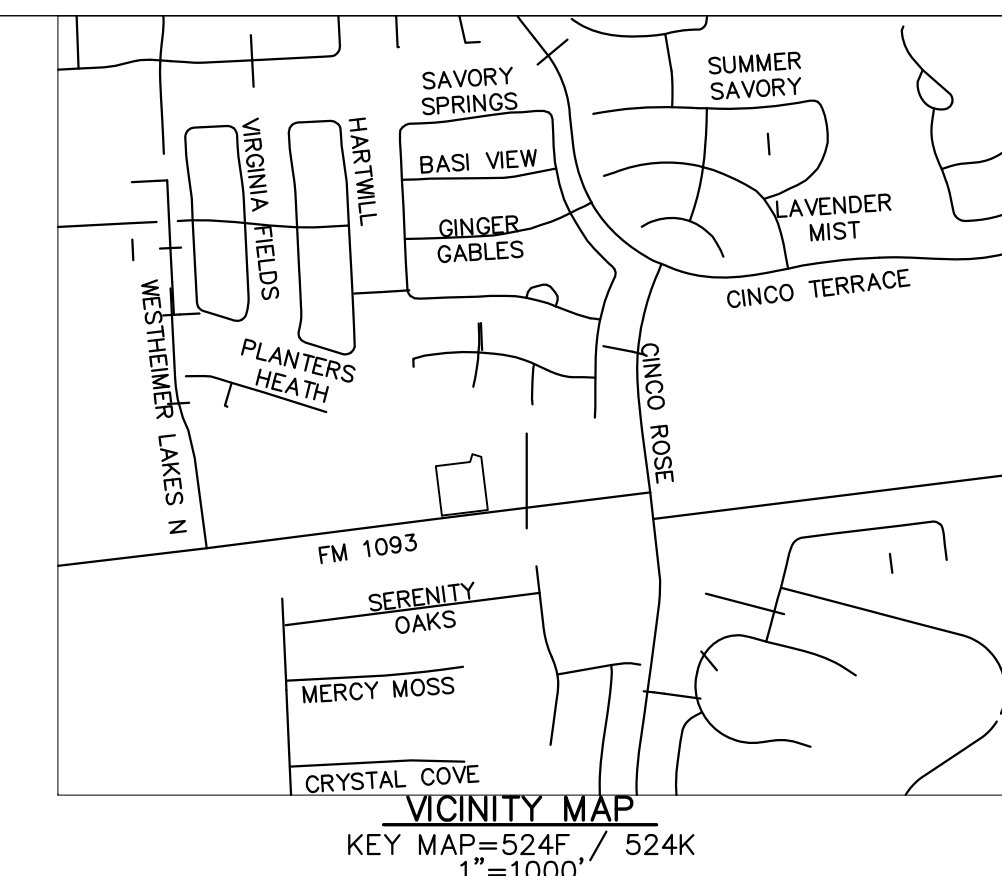 SAVORY
SPRINGS
SUMMER
SAVORY
VIRGINIA FIELDS
HARTWILL
BASI VIEW
GINGER
GABLES
LAVENDER
MIST
CINCO TERRACE
WESTHEIMER LAKES N
PLANTERS
HEATH
CINCO ROSE
FM 1093
SERENITY
OAKS
MERCY MOSS
CRYSTAL COVE
VICINITY MAP
KEY MAP=524F / 524K
1"=1000'